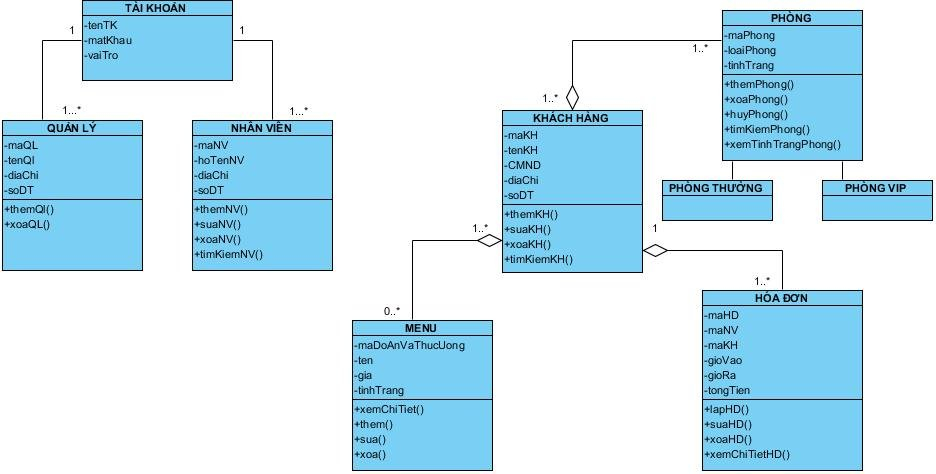 TÀI KHOẢN
-tenTK
-matKhau
-vaiTro
1
1
1...*
1...*
QUẢN LÝ
-maQL
-tenQl
-diaChi
-soDT
+themQl()
+xoaQL()
NHÂN VIÊN
-maNV
-hoTenNV
-diaChi
-soDT
+themNV()
+suaNV()
+xoaNV()
+timKiemNV()
PHÒNG
-maPhong
-loaiPhong
-tinhTrang
+themPhong()
+xoaPhong()
+huyPhong()
+timKiemPhong()
+xemTinhTrangPhong()
1..*
1..*
PHÒNG THƯỜNG
PHÒNG VIP
KHÁCH HÀNG
-maKH
-tenKH
-CMND
-diaChi
-soDT
+themKH()
+suaKH()
+xoaKH()
+timKiemKH()
1..*
1
0..*
1..*
MENU
-maDoAnVaThucUong
-ten
-gia
-tinhTrang
+xemChiTiet()
+them()
+sua()
+xoa()
HÓA ĐƠN
-maHD
-maNV
-maKH
-gioVao
-gioRa
-tongTien
+lapHD()
+suaHD()
+xoaHD()
+xemChiTietHD()